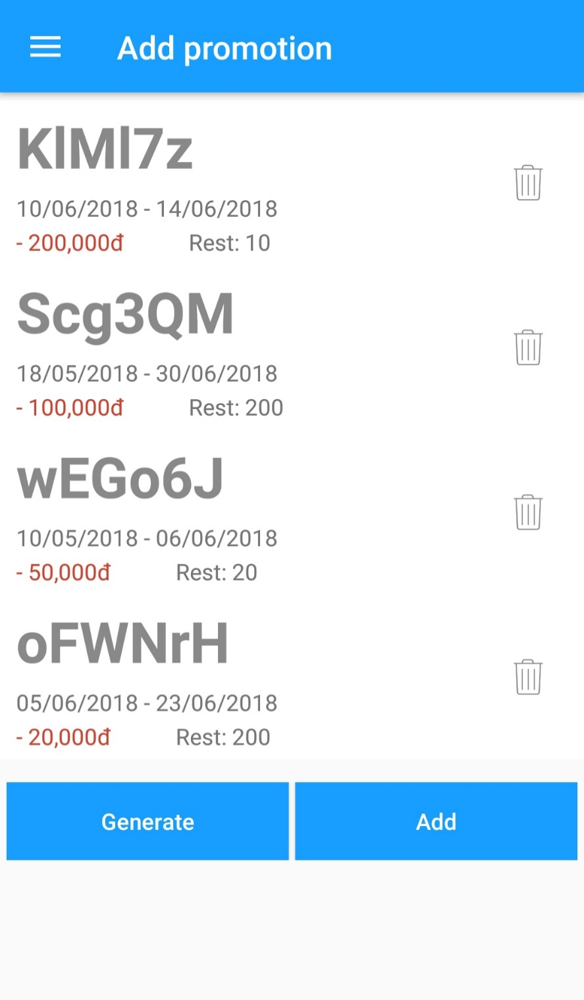 Add promotion
KlMl7z
10/06/2018 - 14/06/2018
- 200,000đ Rest: 10
Scg3QM
18/05/2018 - 30/06/2018
- 100,000đ Rest: 200
wEGo6J
10/05/2018 - 06/06/2018
- 50,000đ Rest: 20
oFWNrH
05/06/2018 - 23/06/2018
- 20,000đ Rest: 200
Generate Add